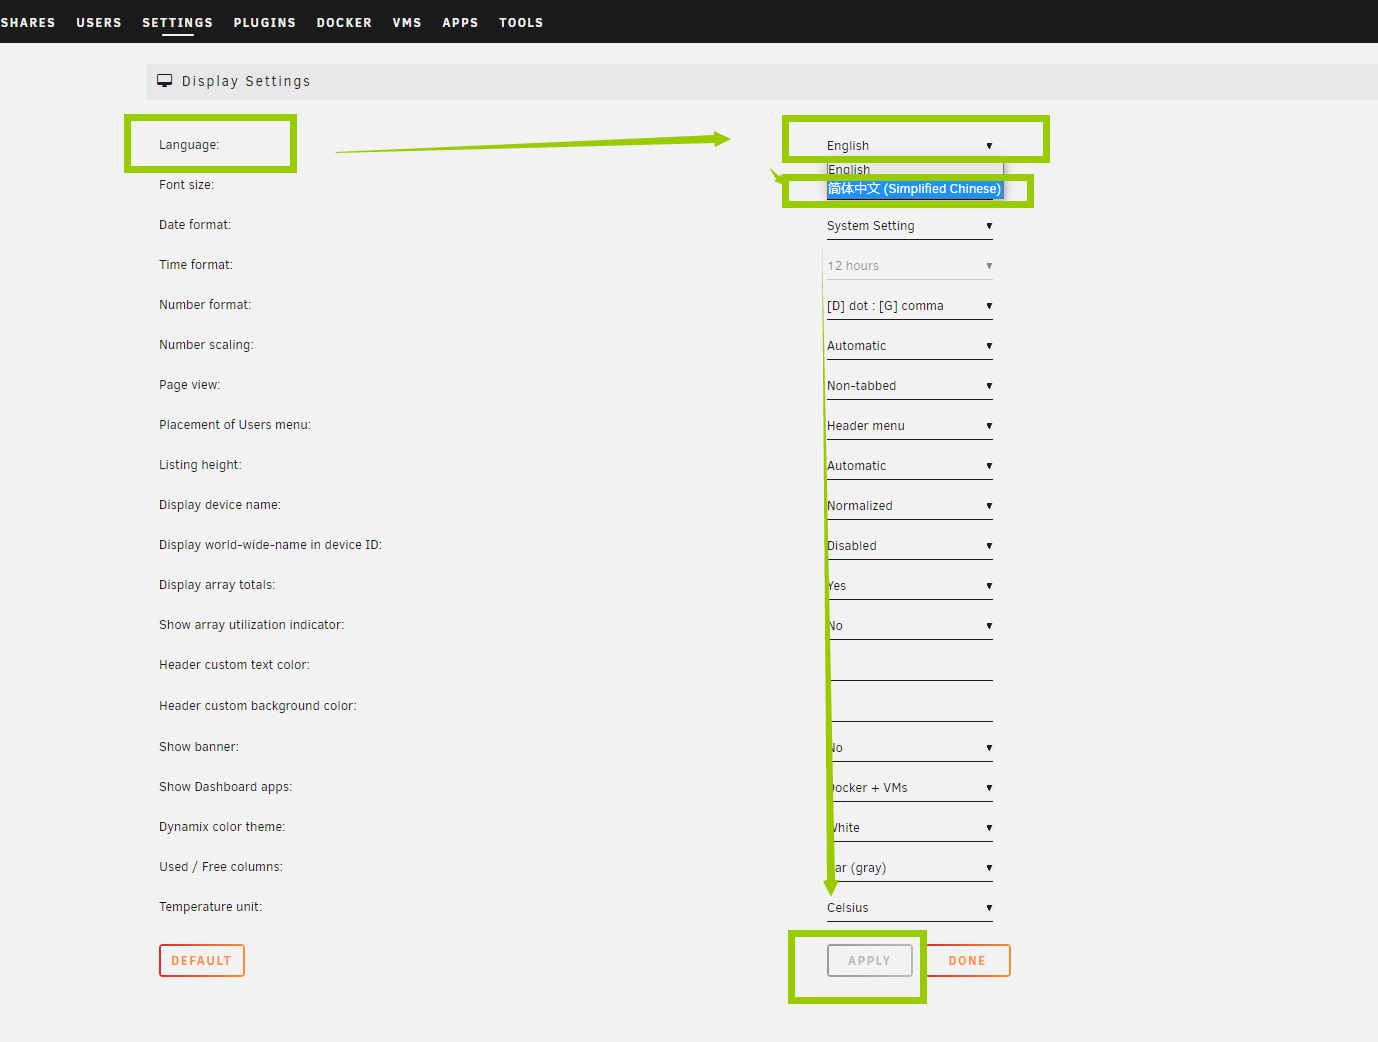 SHARES USERS SETTINGS PLUGINS DOCKER VMS APPS TOOLS
Display Settings
Language: English
English
Font size: 简体中文 (Simplified Chinese)
Date format: System Setting
Time format: 12 hours
Number format: [D] dot : [G] comma
Number scaling: Automatic
Page view: Non-tabbed
Placement of Users menu: Header menu
Listing height: Automatic
Display device name: Normalized
Display world-wide-name in device ID: Disabled
Display array totals: Yes
Show array utilization indicator: No
Header custom text color:
Header custom background color:
Show banner: No
Show Dashboard apps: Docker + VMs
Dynamix color theme: White
Used / Free columns: Bar (gray)
Temperature unit: Celsius
DEFAULT APPLY DONE